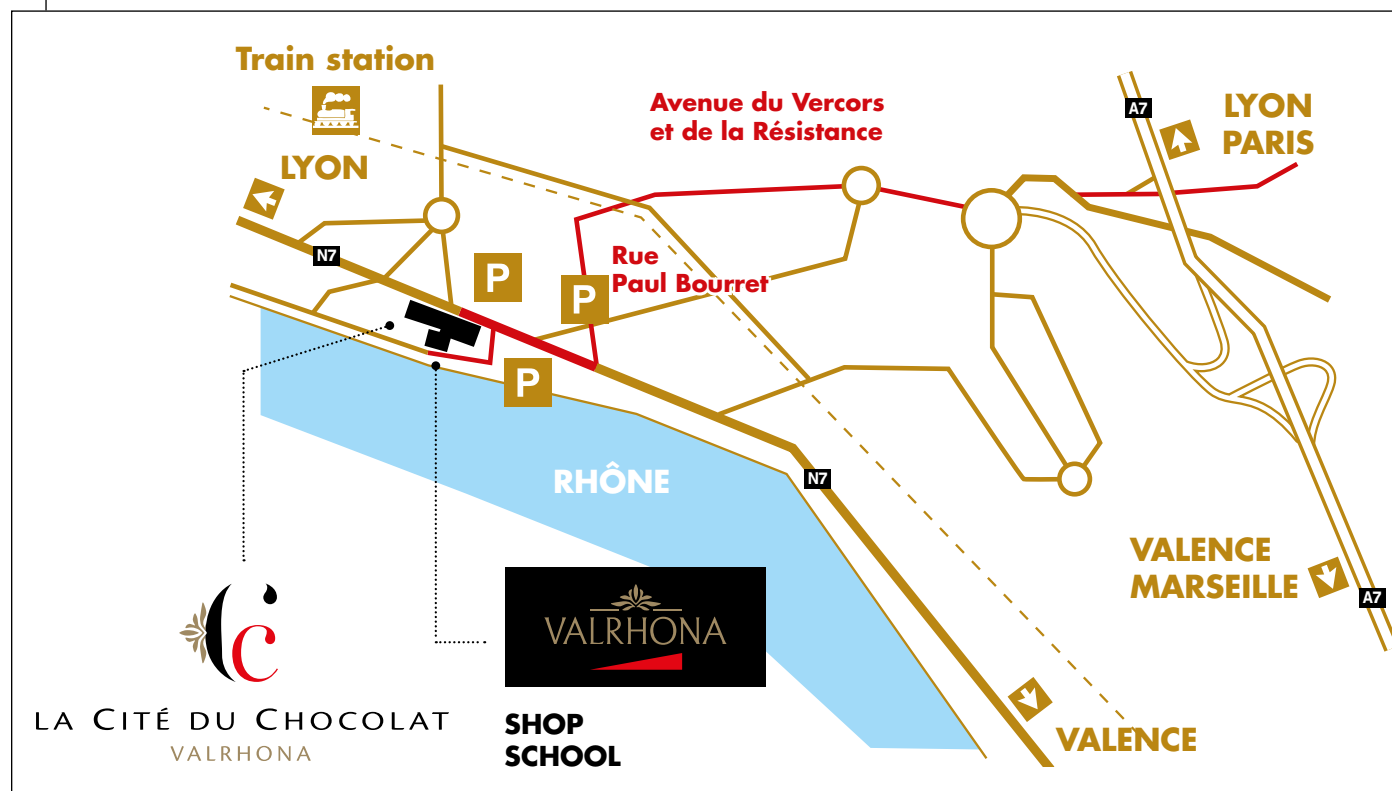 Train station
LYON
N7
Avenue du Vercors
et de la Résistance
A7
LYON
PARIS
P
Rue
Paul Bourret
P
P
RHÔNE
N7
VALENCE
MARSEILLE
A7
VALENCE
Cc
LA CITÉ DU CHOCOLAT
VALRHONA
VALRHONA
SHOP
SCHOOL